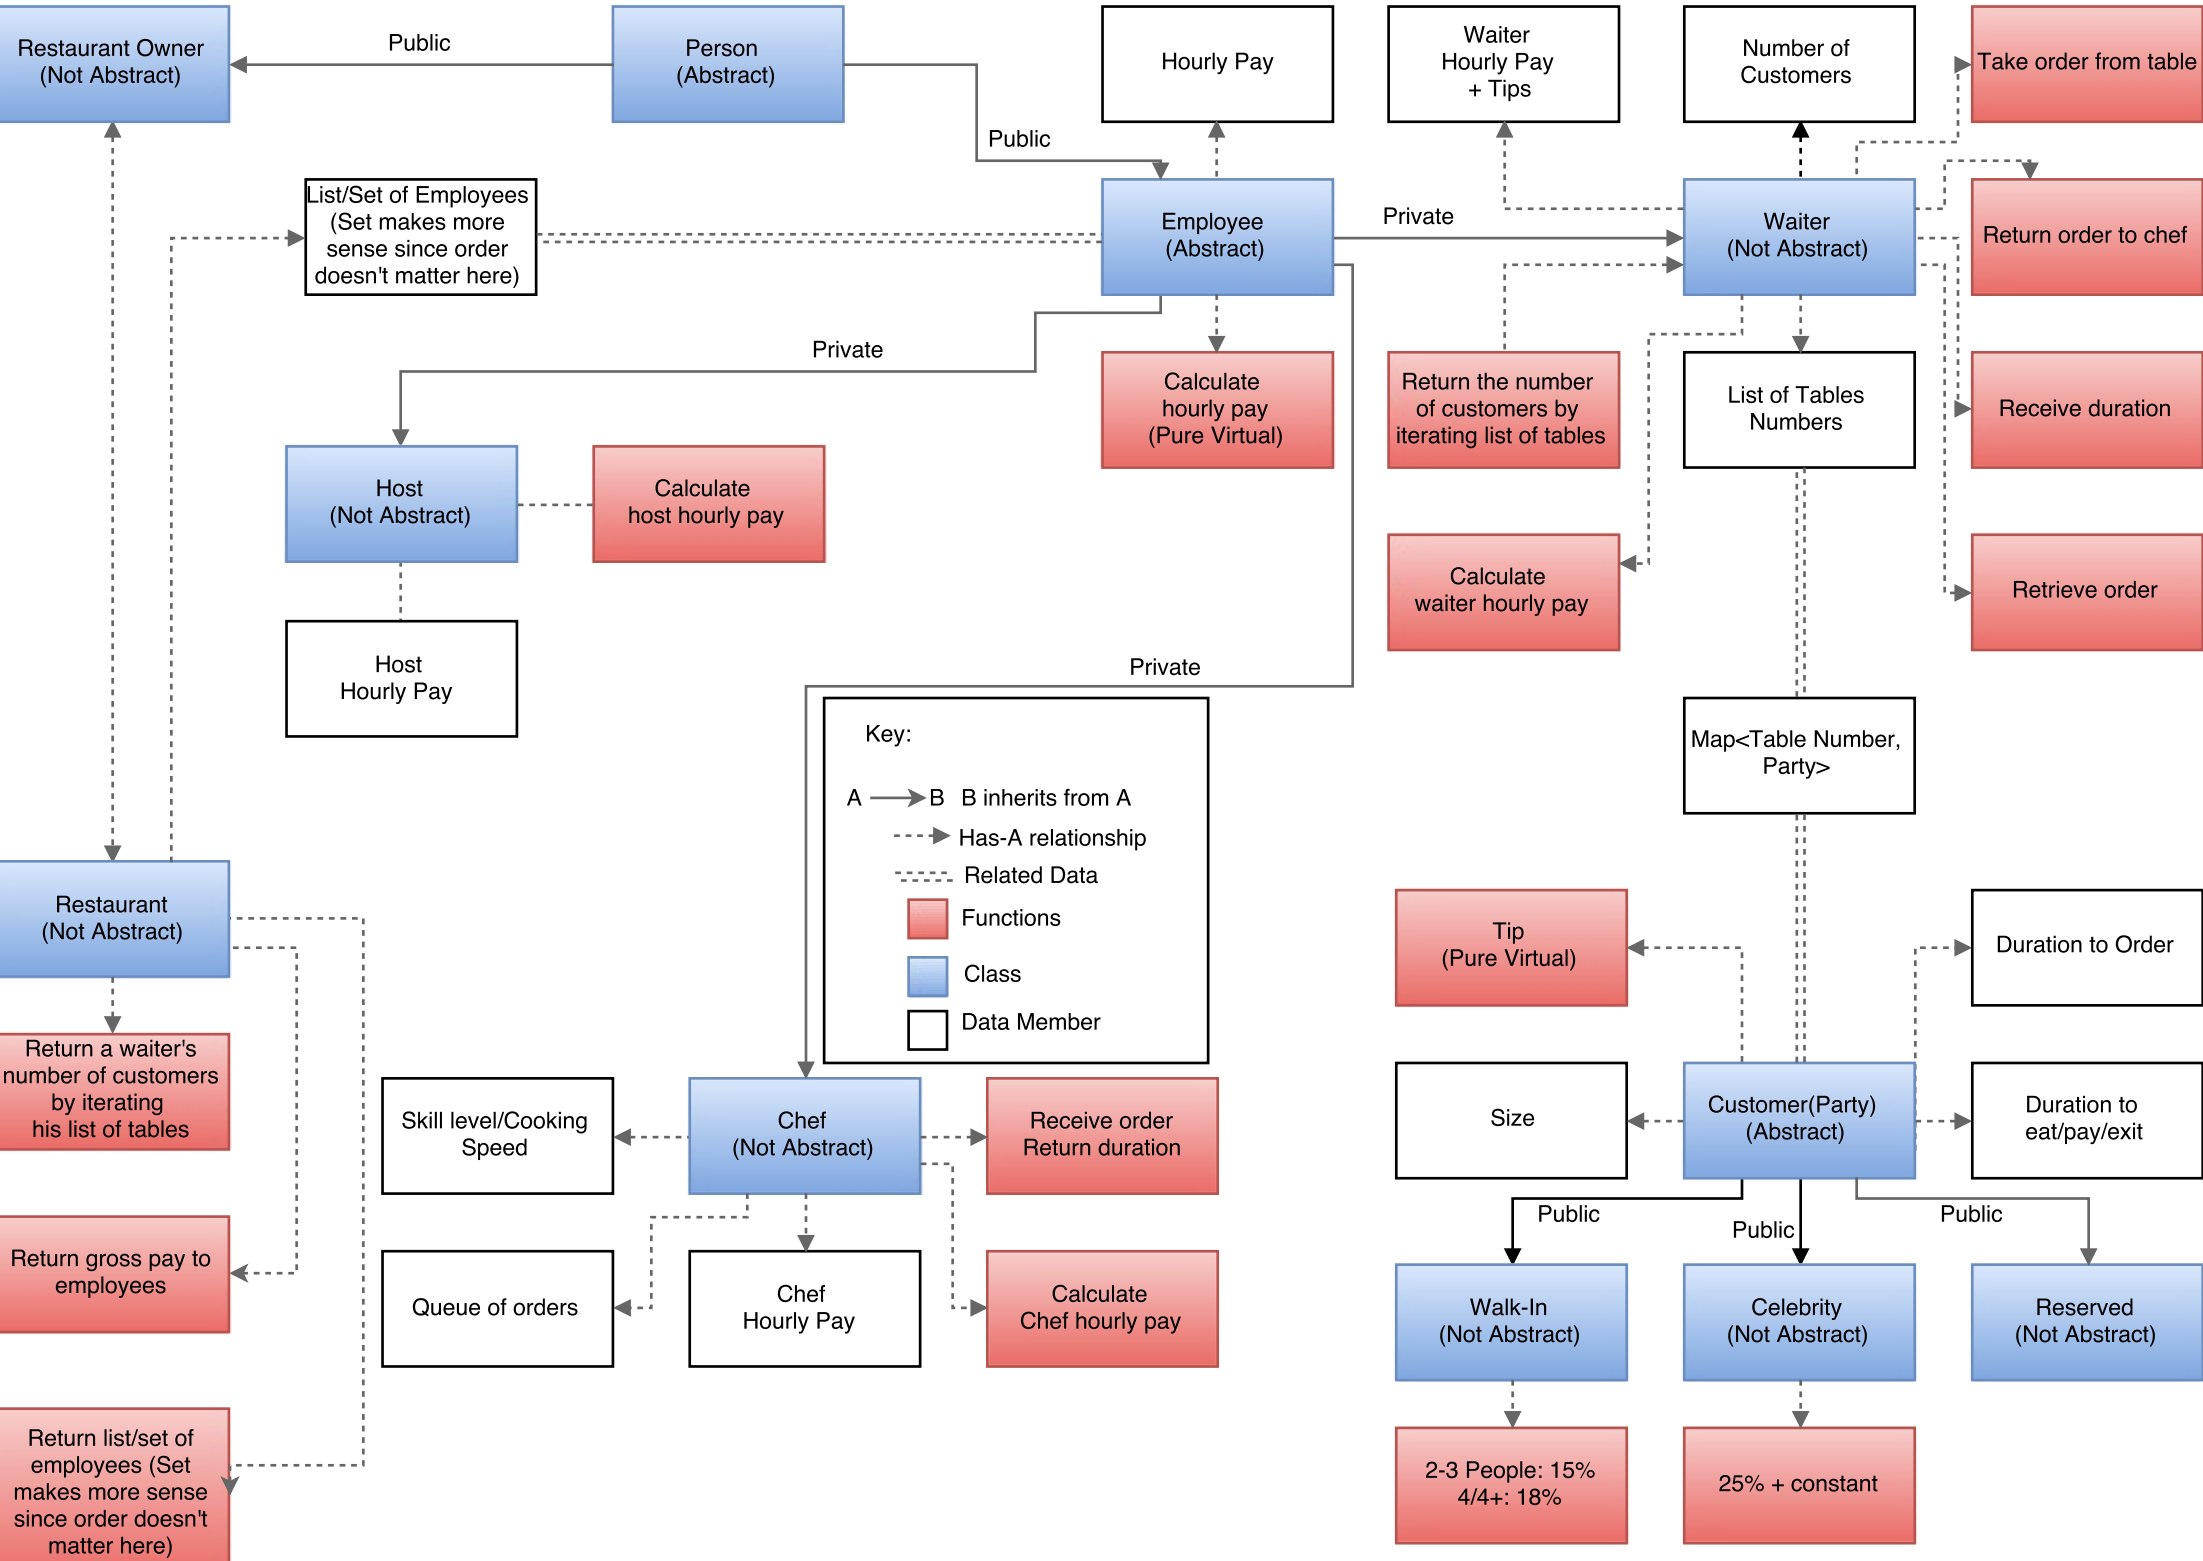 Restaurant Owner
(Not Abstract)
Public
Person
(Abstract)
Public
Hourly Pay
Waiter
Hourly Pay
+ Tips
Number of
Customers
Take order from table
List/Set of Employees
(Set makes more
sense since order
doesn't matter here)
Employee
(Abstract)
Private
Waiter
(Not Abstract)
Return order to chef
Private
Calculate
hourly pay
(Pure Virtual)
Return the number
of customers by
iterating list of tables
List of Tables
Numbers
Receive duration
Host
(Not Abstract)
Calculate
host hourly pay
Calculate
waiter hourly pay
Retrieve order
Host
Hourly Pay
Private
Key:
A
B
B inherits from A
Has-A relationship
Related Data
Functions
Class
Data Member
Map<Table Number,
Party>
Restaurant
(Not Abstract)
Tip
(Pure Virtual)
Duration to Order
Return a waiter's
number of customers
by iterating
his list of tables
Skill level/Cooking
Speed
Chef
(Not Abstract)
Receive order
Return duration
Size
Customer(Party)
(Abstract)
Duration to
eat/pay/exit
Public
Public
Public
Return gross pay to
employees
Queue of orders
Chef
Hourly Pay
Calculate
Chef hourly pay
Walk-In
(Not Abstract)
Celebrity
(Not Abstract)
Reserved
(Not Abstract)
Return list/set of
employees (Set
makes more sense
since order doesn't
matter here)
2-3 People: 15%
4/4+: 18%
25% + constant